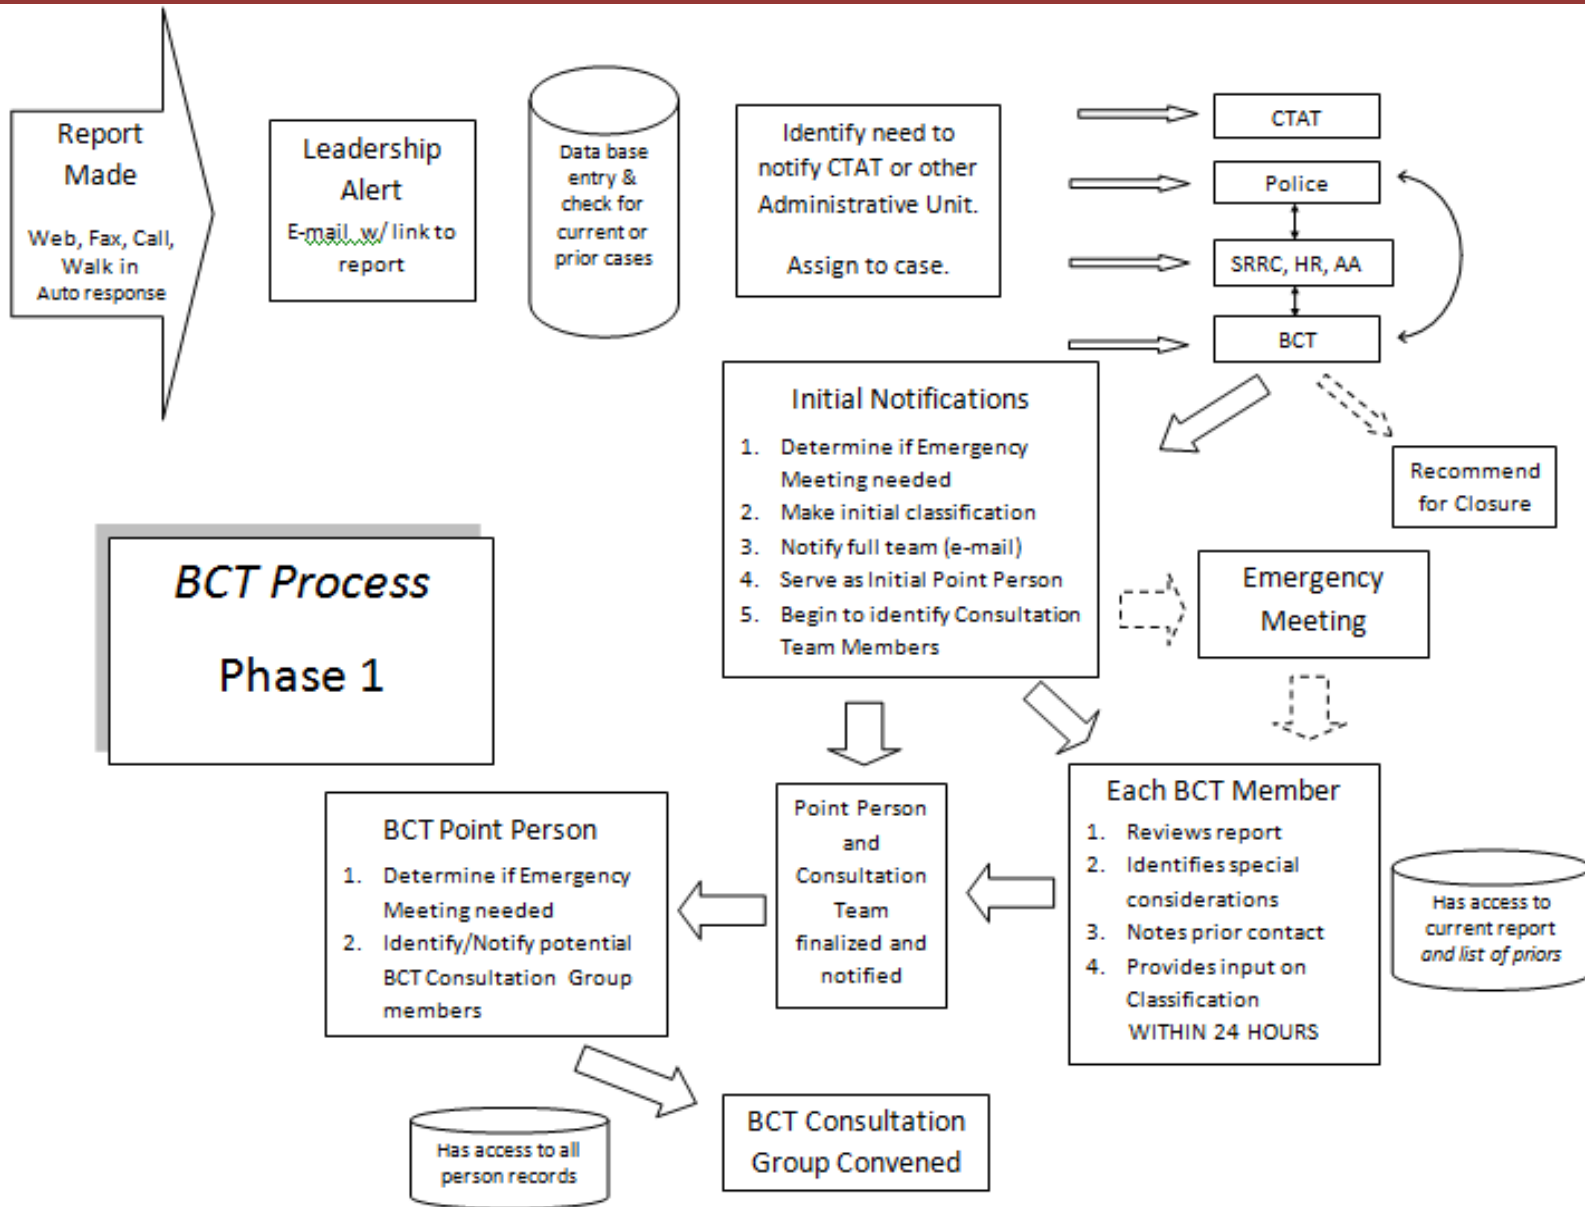 Report
Made
Web, Fax, Call,
Walk in
Auto response
Leadership
Alert
E-mail w/ link to
report
Data base
entry &
check for
current or
prior cases
Identify need to
notify CTAT or other
Administrative Unit.
Assign to case.
CTAT
Police
SRRC, HR, AA
BCT
Initial Notifications
1. Determine if Emergency
Meeting needed
2. Make initial classification
3. Notify full team (e-mail)
4. Serve as Initial Point Person
5. Begin to identify Consultation
Team Members
Recommend
for Closure
BCT Process
Phase 1
Emergency
Meeting
Each BCT Member
1. Reviews report
2. Identifies special
considerations
3. Notes prior contact
4. Provides input on
Classification
WITHIN 24 HOURS
Has access to
current report
and list of priors
Point Person
and
Consultation
Team
finalized and
notified
BCT Point Person
1. Determine if Emergency
Meeting needed
2. Identify/Notify potential
BCT Consultation Group
members
Has access to all
person records
BCT Consultation
Group Convened